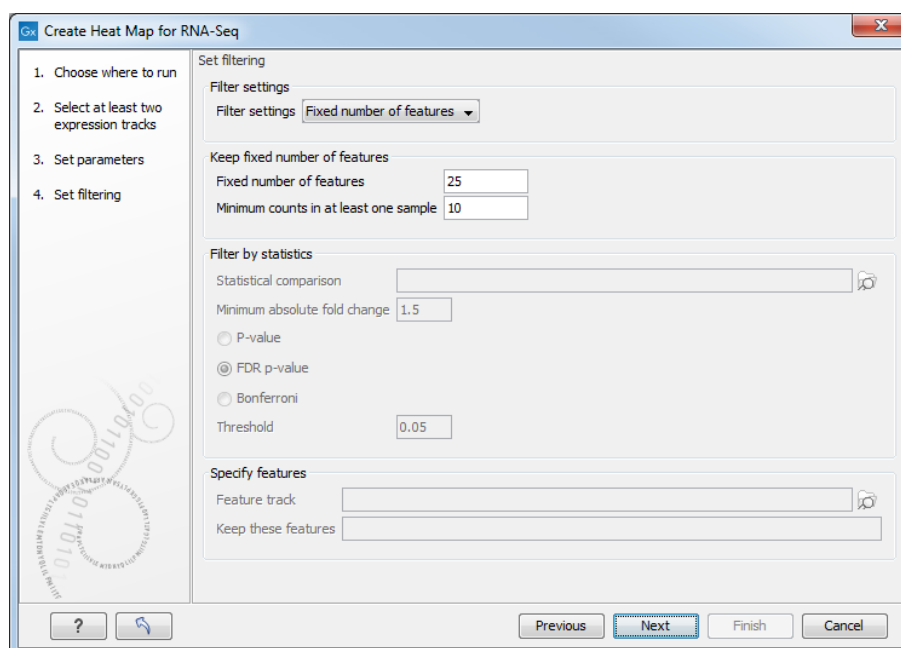 Gx Create Heat Map for RNA-Seq
1. Choose where to run
2. Select at least two
expression tracks
3. Set parameters
4. Set filtering
Set filtering
Filter settings
Filter settings Fixed number of features
Keep fixed number of features
Fixed number of features 25
Minimum counts in at least one sample 10
Filter by statistics
Statistical comparison
Minimum absolute fold change 1.5
P-value
FDR p-value
Bonferroni
Threshold 0.05
Specify features
Feature track
Keep these features
? Previous Next Finish Cancel